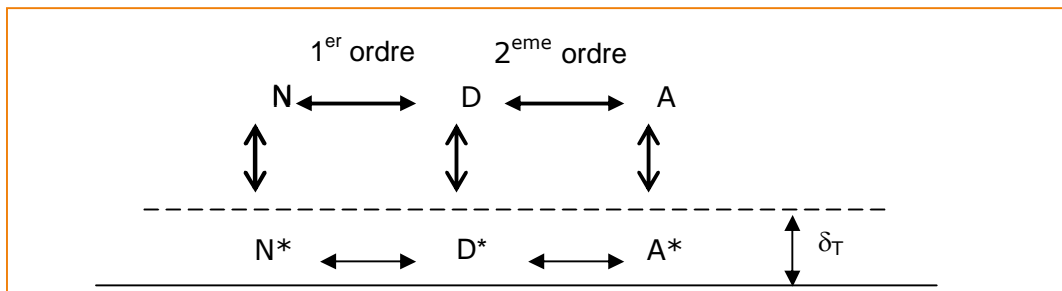 1er ordre 2eme ordre
N D A
N* D* A* δT